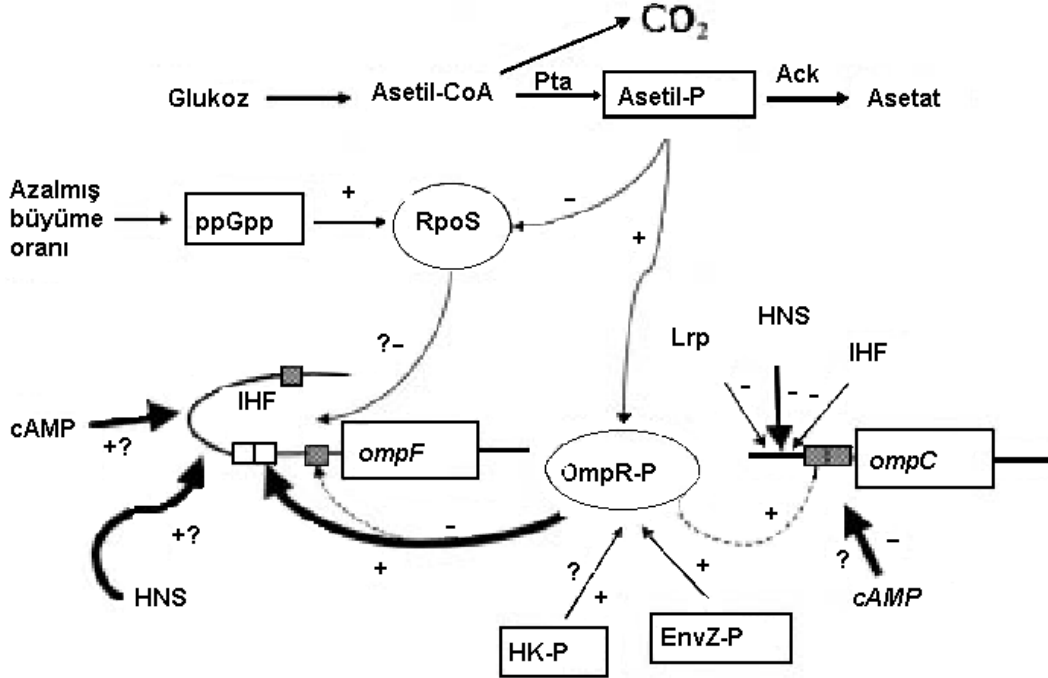 CO₂
Glukoz
Asetil-CoA
Pta
Asetil-P
Ack
Asetat
Azalmış
büyüme
oranı
ppGpp
+
RpoS
-
+
?-
HNS
Lrp
IHF
-
- -
IHF
cAMP
+?
ompF
OmpR-P
ompC
+?
-
+
+
?
-
HNS
?
+
+
cAMP
HK-P
EnvZ-P